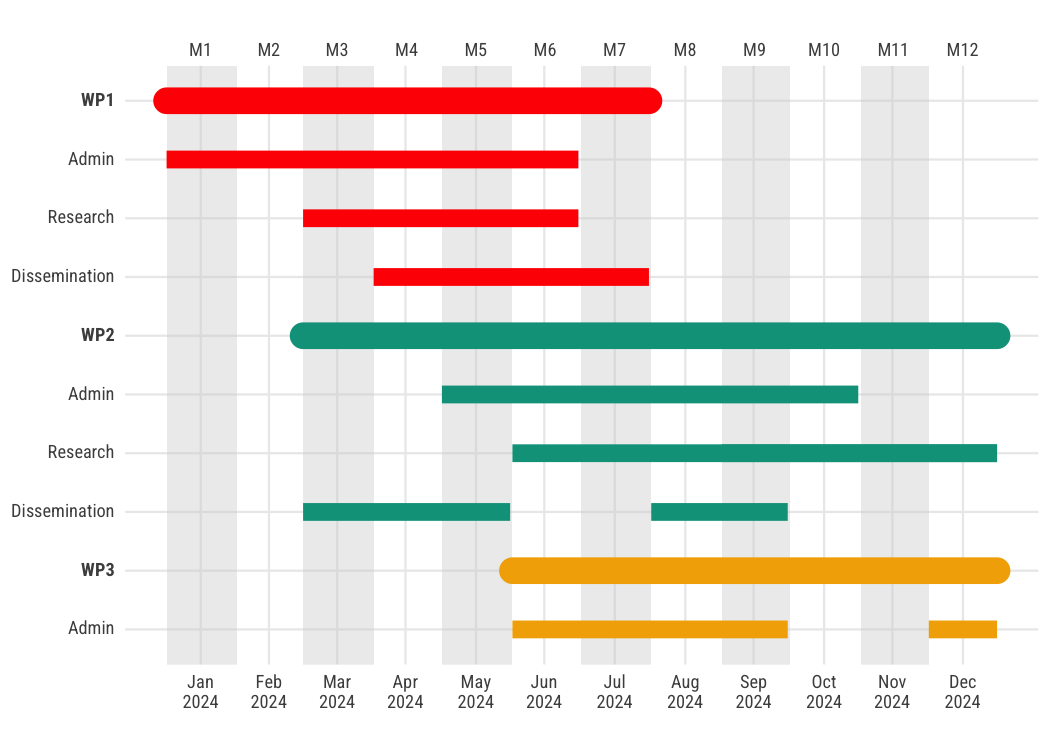 M1 M2 M3 M4 M5 M6 M7 M8 M9 M10 M11 M12
WP1
Admin
Research
Dissemination
WP2
Admin
Research
Dissemination
WP3
Admin
Jan Feb Mar Apr May Jun Jul Aug Sep Oct Nov Dec
2024 2024 2024 2024 2024 2024 2024 2024 2024 2024 2024 2024